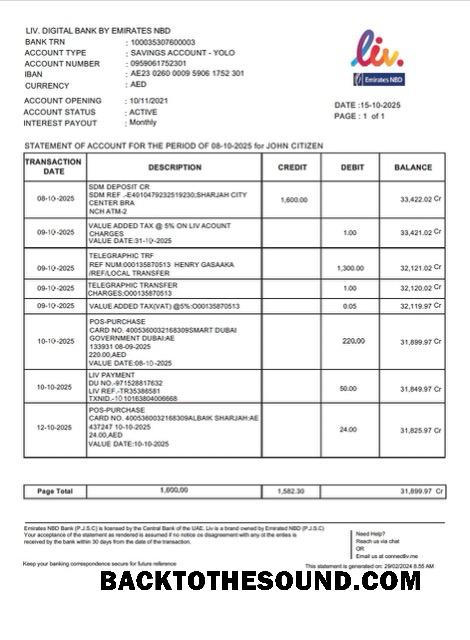 LIV. DIGITAL BANK BY EMIRATES NBD
BANK TRN : 100035307600003
ACCOUNT TYPE : SAVINGS ACCOUNT - YOLO
ACCOUNT NUMBER : 0959061752301
IBAN : AE23 0260 0009 5906 1752 301
CURRENCY : AED
ACCOUNT OPENING : 10/11/2021
ACCOUNT STATUS : ACTIVE
INTEREST PAYOUT : Monthly
liv.
Emirates NBD
DATE :15-10-2025
PAGE : 1 of 1
STATEMENT OF ACCOUNT FOR THE PERIOD OF 08-10-2025 for JOHN CITIZEN
TRANSACTION DATE DESCRIPTION CREDIT DEBIT BALANCE
08-10-2025 SDM DEPOSIT CR
SDM REF .-E4010479232519230;SHARJAH CITY
CENTER BRA
NCH ATM-2
1,600.00 33,422.02 Cr
09-10-2025 VALUE ADDED TAX @ 5% ON LIV ACOUNT
CHARGES
VALUE DATE:31-10-2025
1.00 33,421.02 Cr
09-10-2025 TELEGRAPHIC TRF
REF NUM:000135870513 HENRY GASAAKA
/REF/LOCAL TRANSFER
1,300.00 32,121.02 Cr
09-10-2025 TELEGRAPHIC TRANSFER
CHARGES:O00135870513
1.00 32,120.02 Cr
09-10-2025 VALUE ADDED TAX(VAT) @5%:O00135870513 0.05 32,119.97 Cr
10-10-2025 POS-PURCHASE
CARD NO. 4005360032168309SMART DUBAI
GOVERNMENT DUBAI:AE
133931 08-09-2025
220.00,AED
VALUE DATE:08-10-2025
220.00 31,899.97 Cr
10-10-2025 LIV PAYMENT
DU NO.-971528817632
LIV REF.-TR35386581
TXNID.-1010163804006668
50.00 31,849.97 Cr
12-10-2025 POS-PURCHASE
CARD NO. 4005360032168309ALBAIK SHARJAH:AE
437247 10-10-2025
24.00,AED
VALUE DATE:10-10-2025
24.00 31,825.97 Cr
Page Total 1,600.00 1,582.30 31,899.97 Cr
Emirates NBD Bank (P.J.S.C) is licensed by the Central Bank of the UAE. Liv is a brand owned by Emirated NBD (P.J.S.C)
Your acceptance of the statement as rendered is assumed if no notice os disagreement with any ot the enties is
received by the bank within 30 days from the date of the transaction.
Need Help?
Reach us via chat
OR
Email us at connectliv.me
Keep your banking correspondence secure for future reference
This statement is generated on: 29/02/2024 8.55 AM
BACKTOTHESOUND.COM